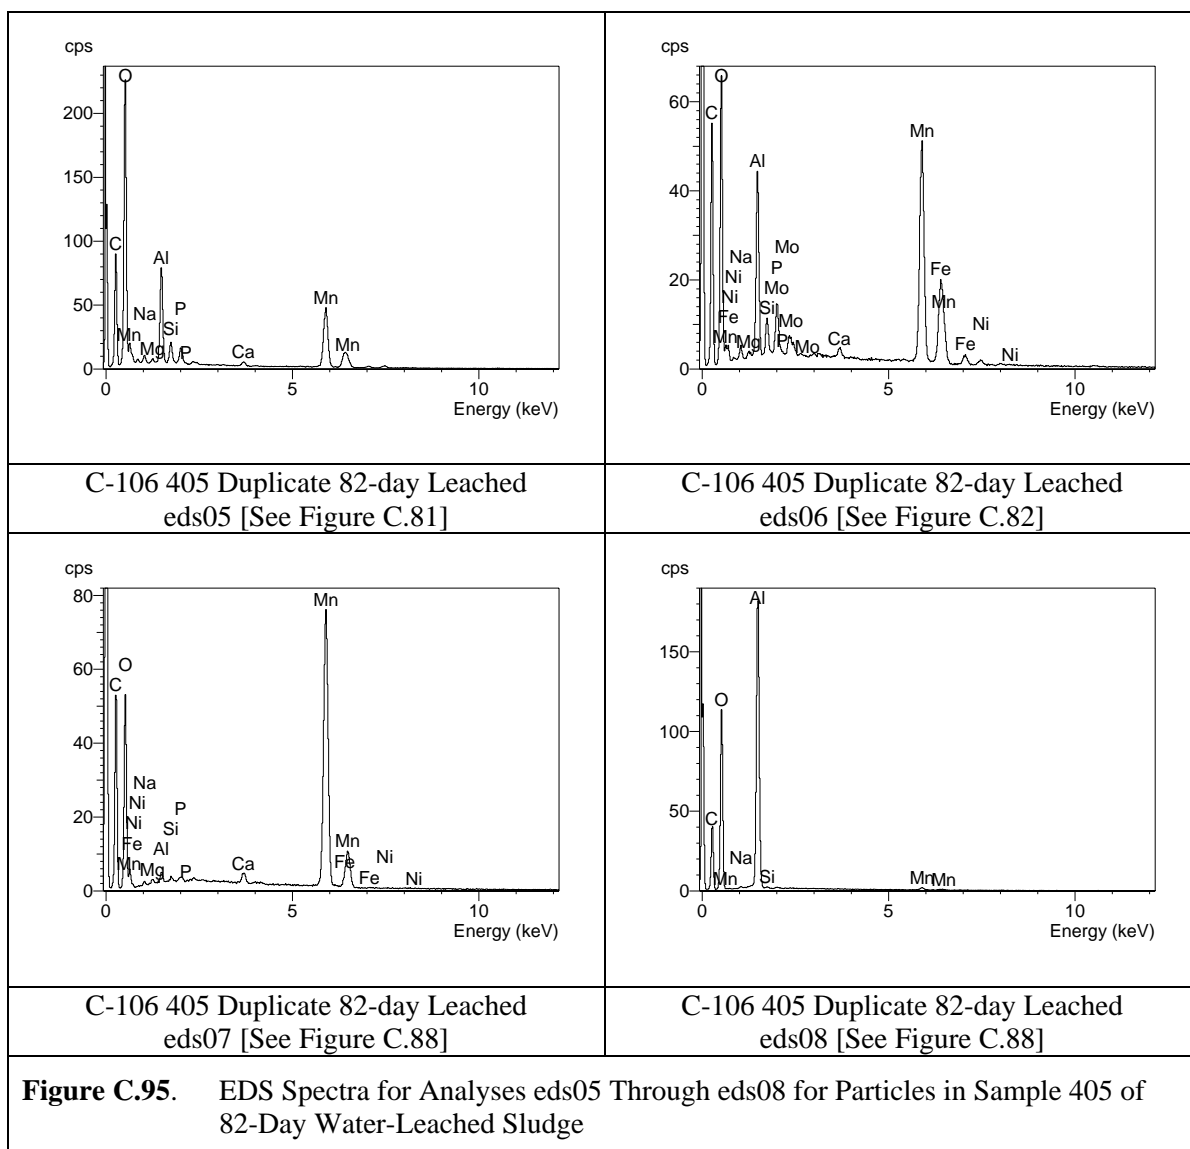 cps
O
200
150
100
C
Al
50
Mn
Na
P
Si
Mn
Mg
P
Ca
Mn
0
0
5
10
Energy (keV)
C-106 405 Duplicate 82-day Leached
eds05 [See Figure C.81]
cps
O
60
C
Mn
Al
40
Mo
Na
P
Fe
Ni
Mo
20
Ni
Si
Mn
Fe
Mo
Ni
Mn
Mg
P
Mo
Ca
Fe
Ni
0
0
5
10
Energy (keV)
C-106 405 Duplicate 82-day Leached
eds06 [See Figure C.82]
cps
80
Mn
60
O
C
40
Na
Ni
P
20
Ni
Si
Fe
Al
Mn
Ni
Mn
Mg
P
Ca
Fe
Fe
Ni
0
0
5
10
Energy (keV)
C-106 405 Duplicate 82-day Leached
eds07 [See Figure C.88]
cps
Al
150
O
100
50
C
Na
Mn
Si
Mn
Mn
0
0
5
10
Energy (keV)
C-106 405 Duplicate 82-day Leached
eds08 [See Figure C.88]
Figure C.95. EDS Spectra for Analyses eds05 Through eds08 for Particles in Sample 405 of
82-Day Water-Leached Sludge